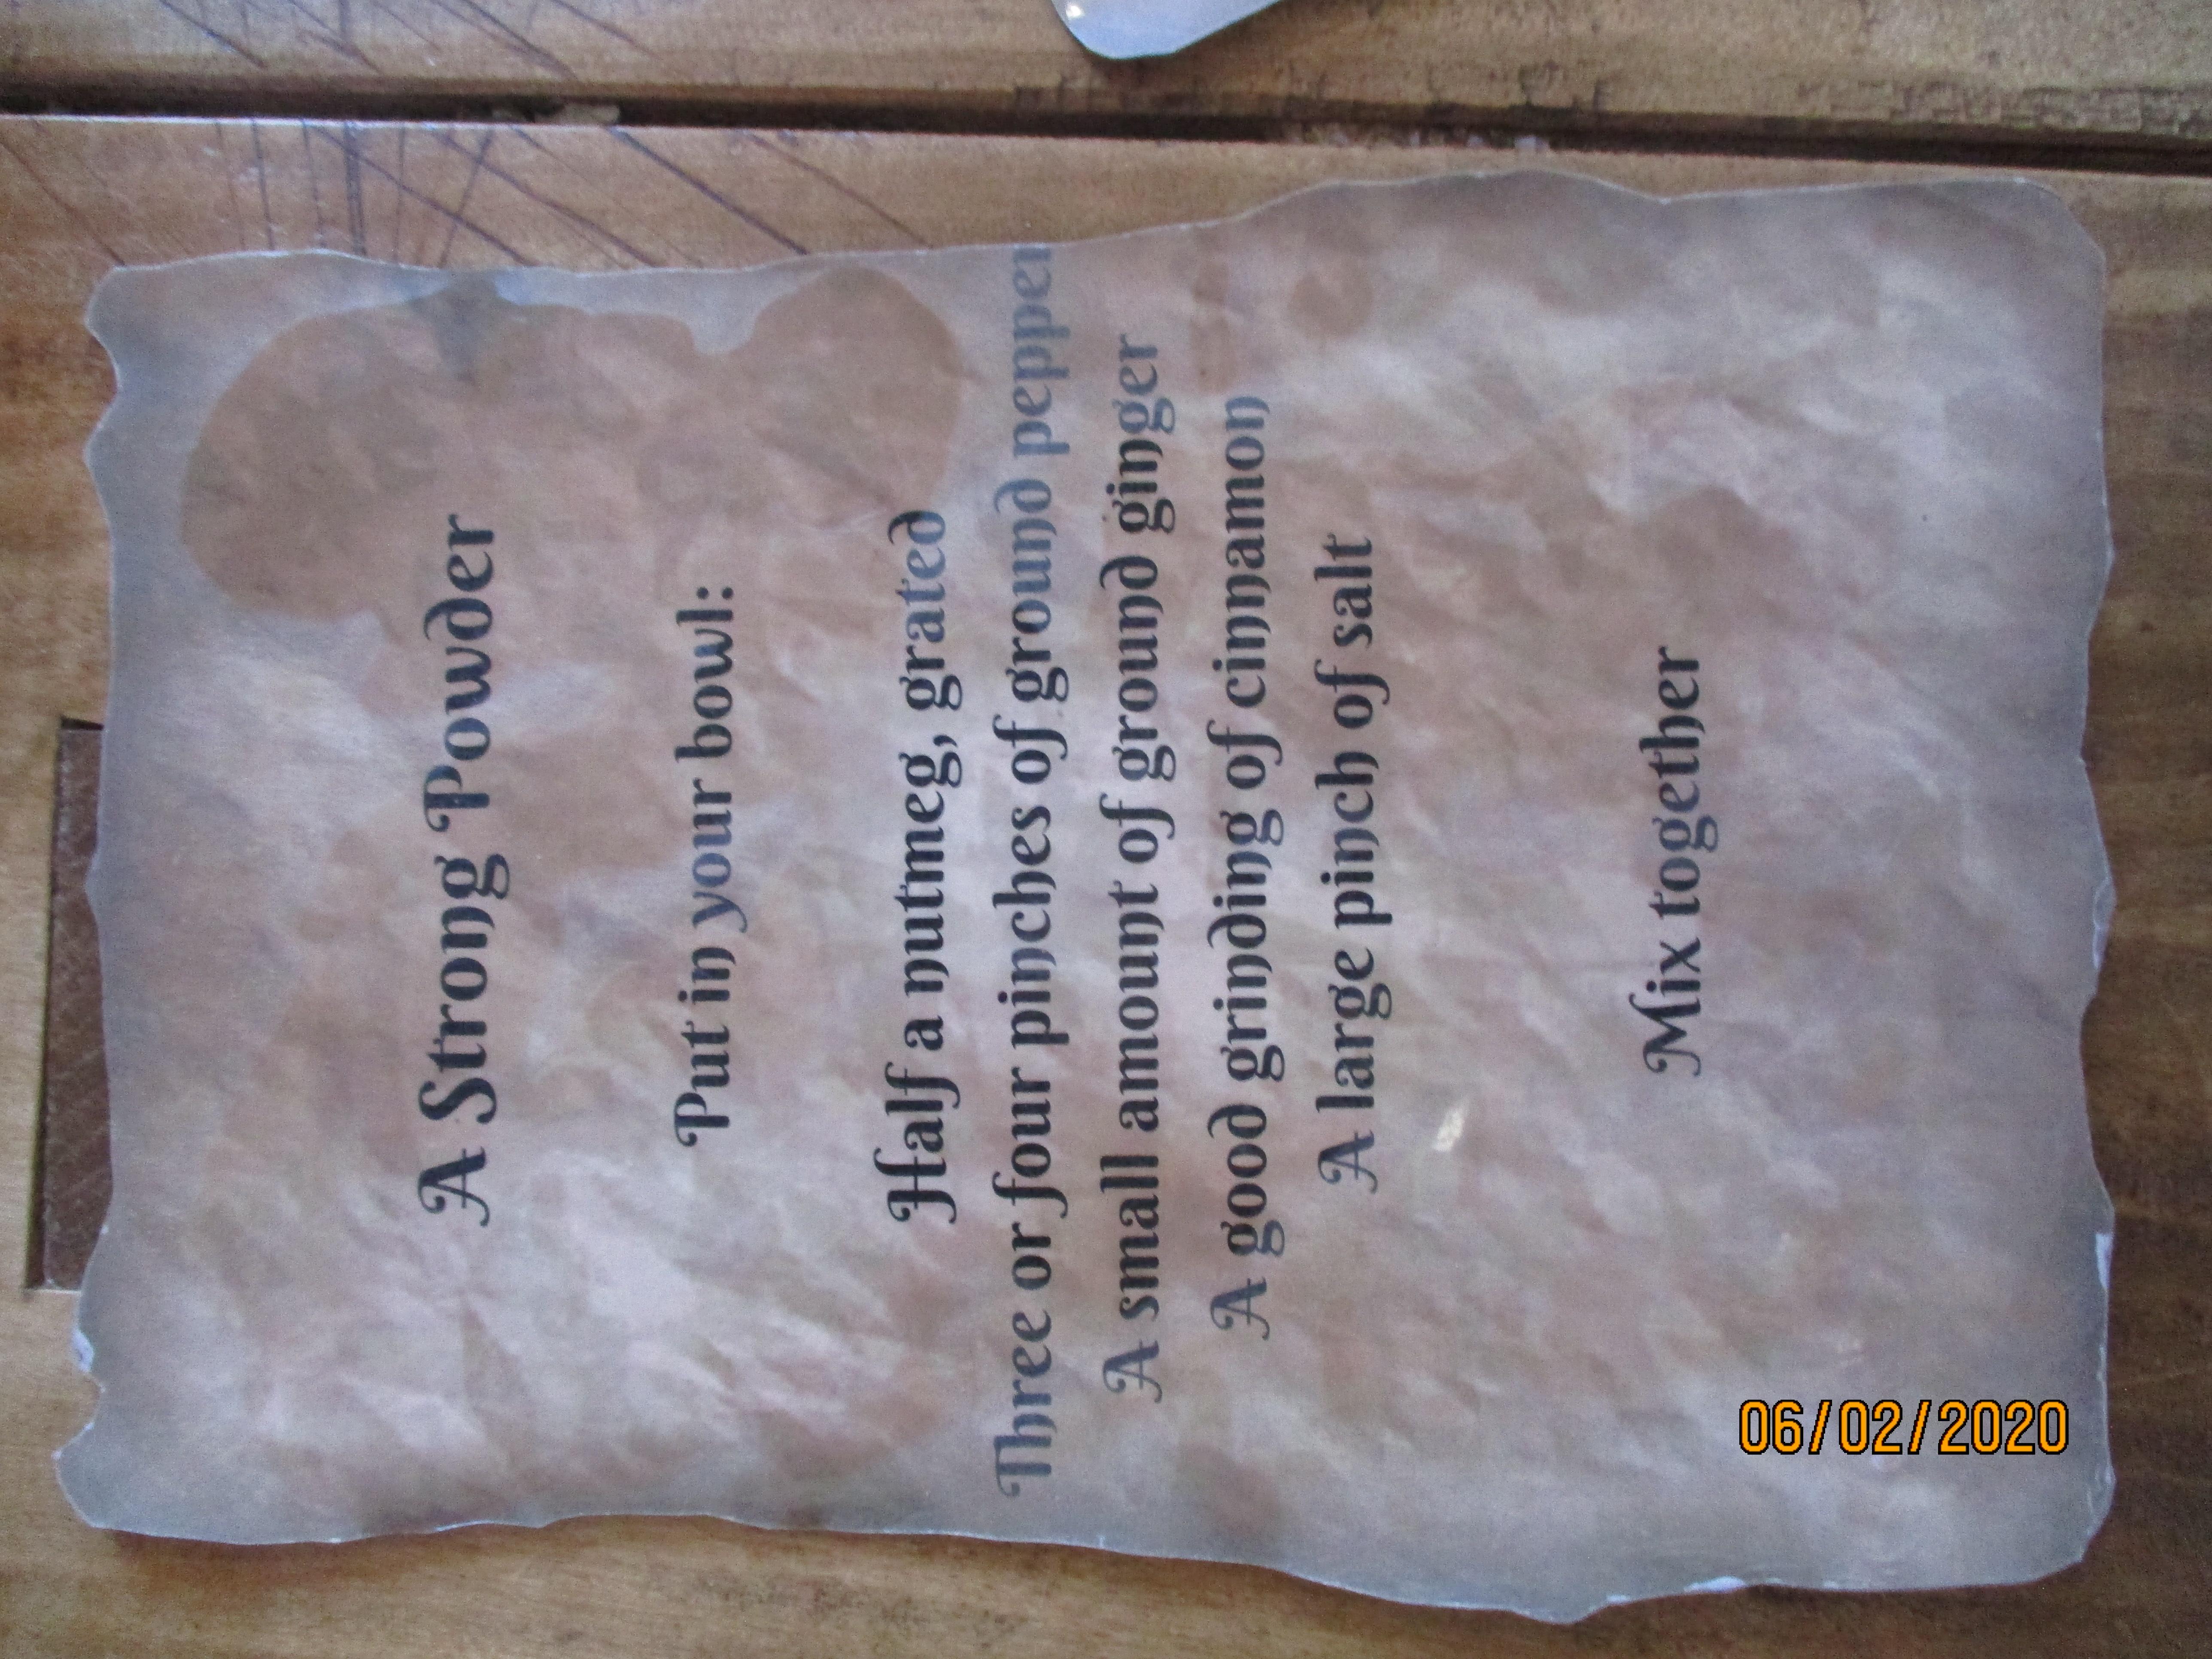 A Strong Powder
Put in your bowl:
Half a nutmeg, grated
Three or four pinches of ground pepper
A small amount of ground ginger
A good grinding of cinnamon
A large pinch of salt
Mix together
06/02/2020